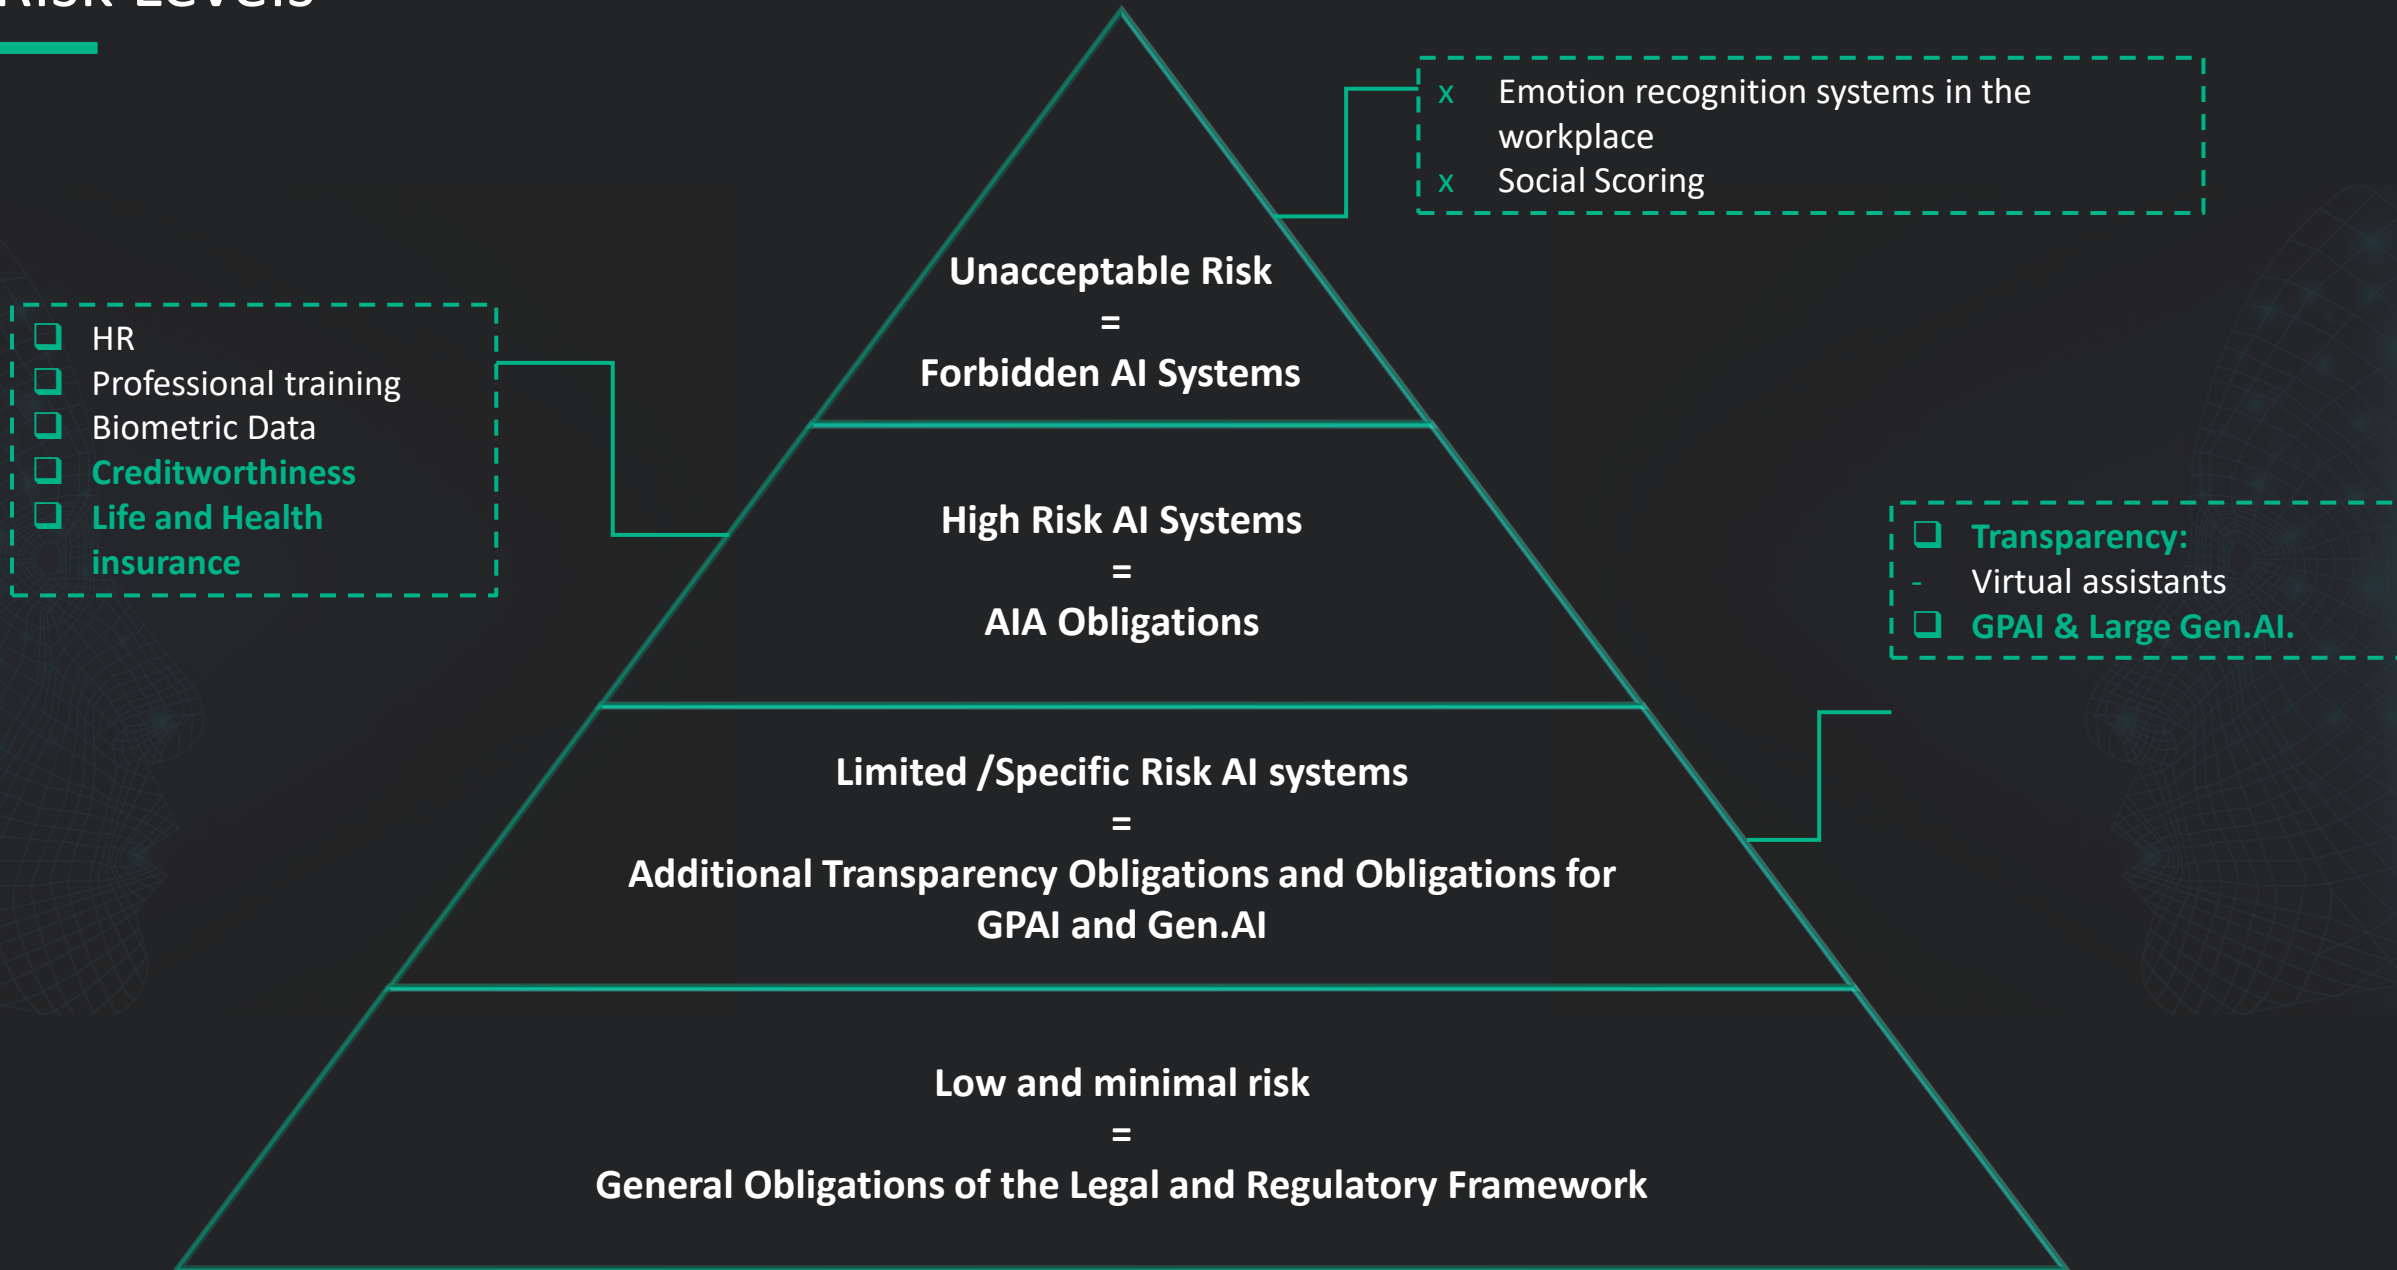 Risk Levels
x Emotion recognition systems in the
workplace
x Social Scoring
Unacceptable Risk
=
Forbidden AI Systems
❑ HR
❑ Professional training
❑ Biometric Data
❑ Creditworthiness
❑ Life and Health
insurance
High Risk AI Systems
=
AIA Obligations
❑ Transparency:
- Virtual assistants
❑ GPAI & Large Gen.AI.
Limited /Specific Risk AI systems
=
Additional Transparency Obligations and Obligations for
GPAI and Gen.AI
Low and minimal risk
=
General Obligations of the Legal and Regulatory Framework